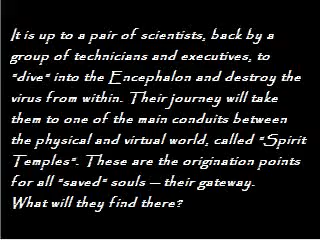 It is up to a pair of scientists, back by a
group of technicians and executives, to
"dive" into the Encephalon and destroy the
virus from within. Their journey will take
them to one of the main conduits between
the physical and virtual world, called "Spirit
Temples". These are the origination points
for all "saved" souls – their gateway.
What will they find there?